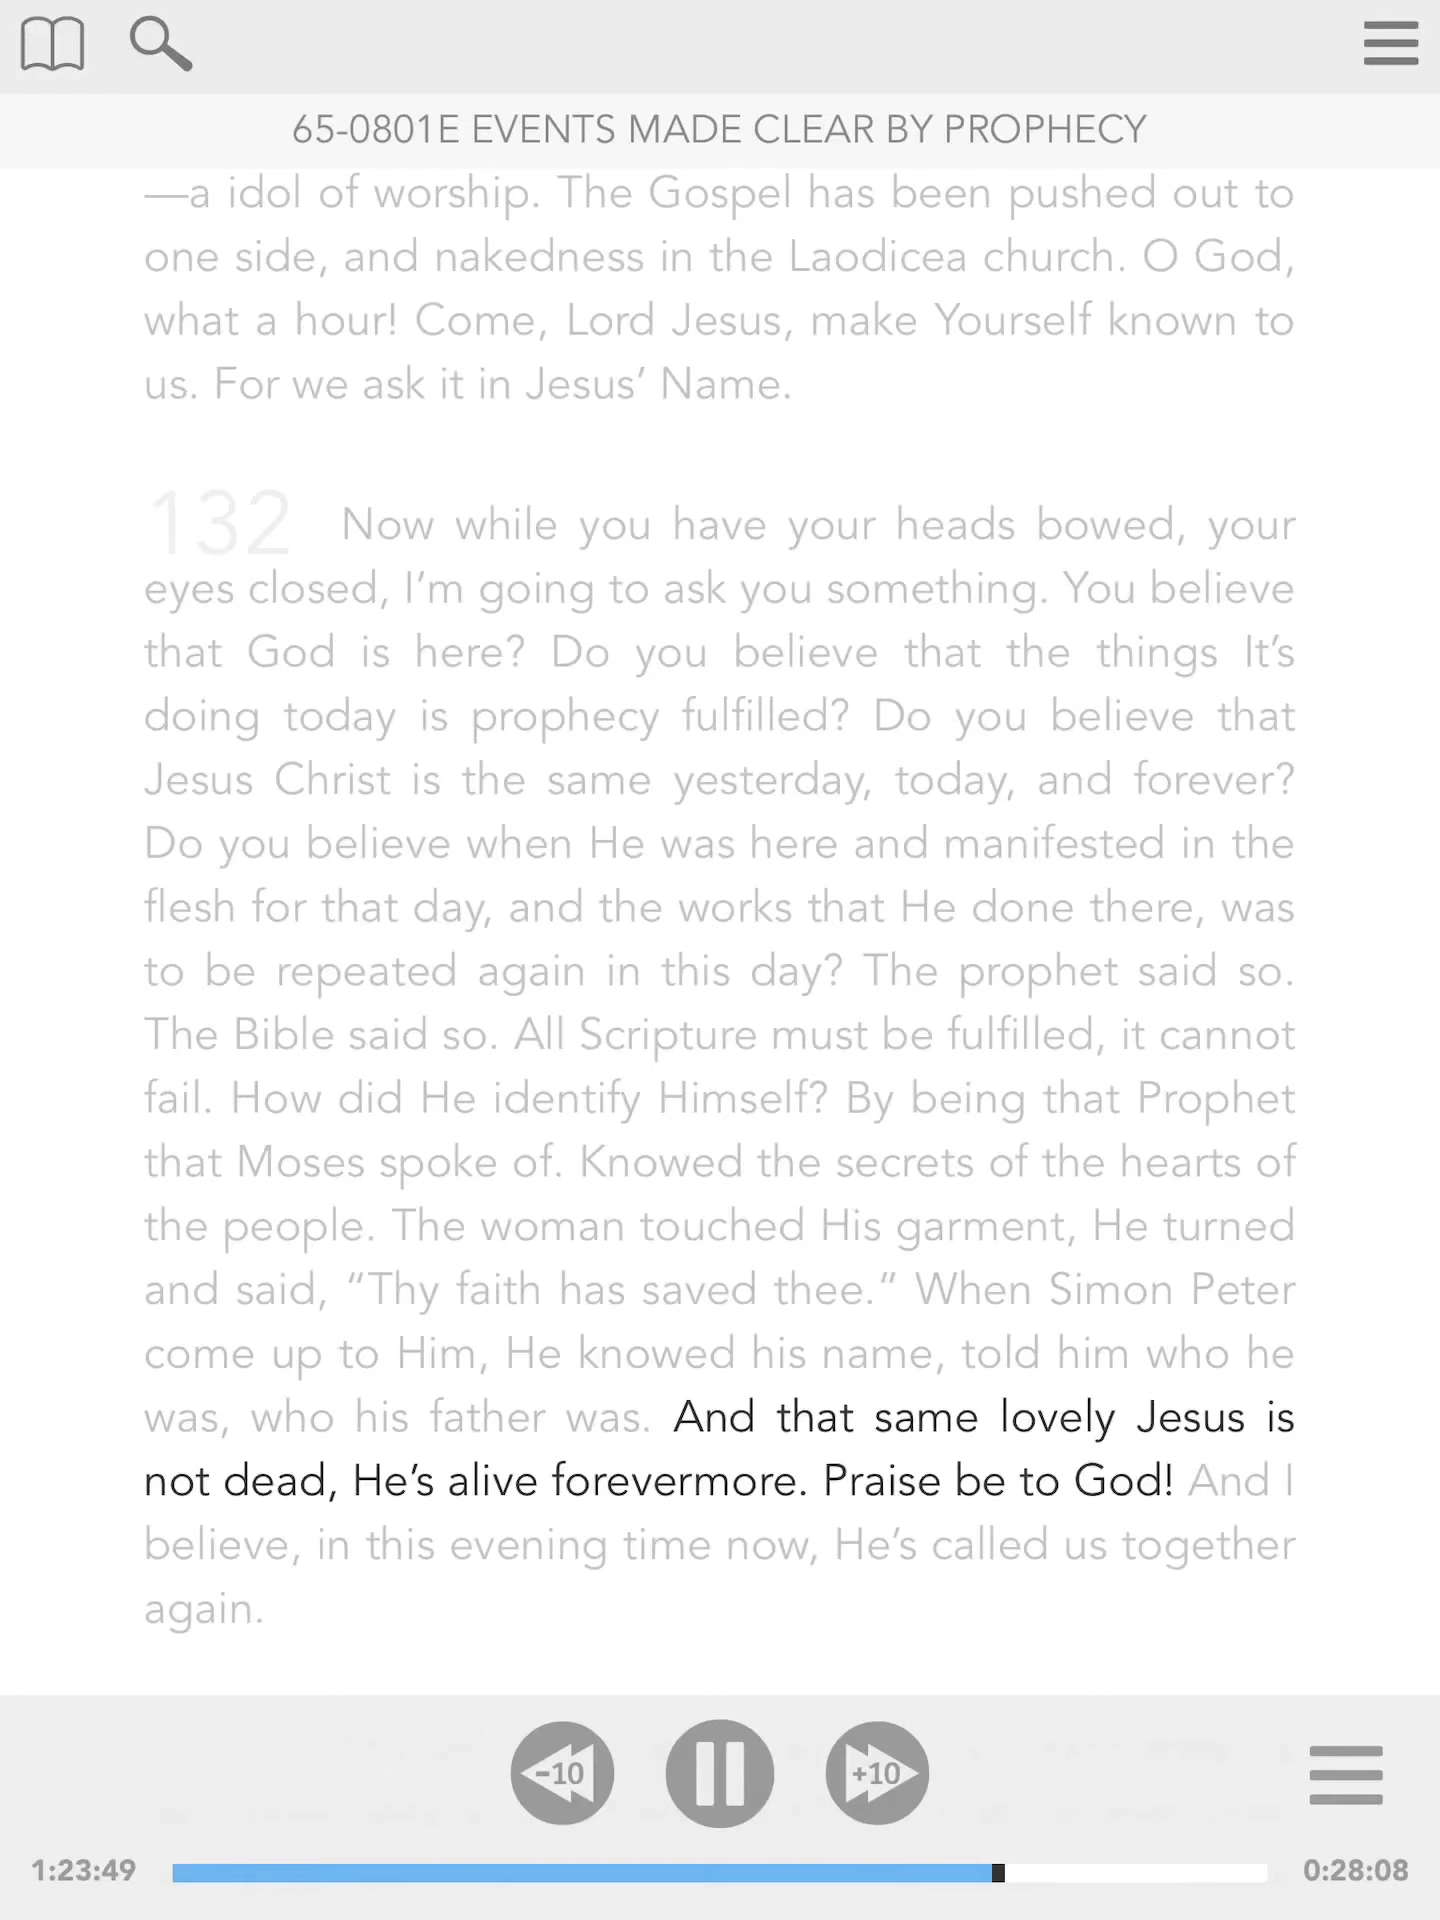 65-0801E EVENTS MADE CLEAR BY PROPHECY
—a idol of worship. The Gospel has been pushed out to
one side, and nakedness in the Laodicea church. O God,
what a hour! Come, Lord Jesus, make Yourself known to
us. For we ask it in Jesus’ Name.
132 Now while you have your heads bowed, your
eyes closed, I’m going to ask you something. You believe
that God is here? Do you believe that the things It’s
doing today is prophecy fulfilled? Do you believe that
Jesus Christ is the same yesterday, today, and forever?
Do you believe when He was here and manifested in the
flesh for that day, and the works that He done there, was
to be repeated again in this day? The prophet said so.
The Bible said so. All Scripture must be fulfilled, it cannot
fail. How did He identify Himself? By being that Prophet
that Moses spoke of. Knowed the secrets of the hearts of
the people. The woman touched His garment, He turned
and said, “Thy faith has saved thee.” When Simon Peter
come up to Him, He knowed his name, told him who he
was, who his father was. And that same lovely Jesus is
not dead, He’s alive forevermore. Praise be to God! And I
believe, in this evening time now, He’s called us together
again.
-10 +10
1:23:49 0:28:08